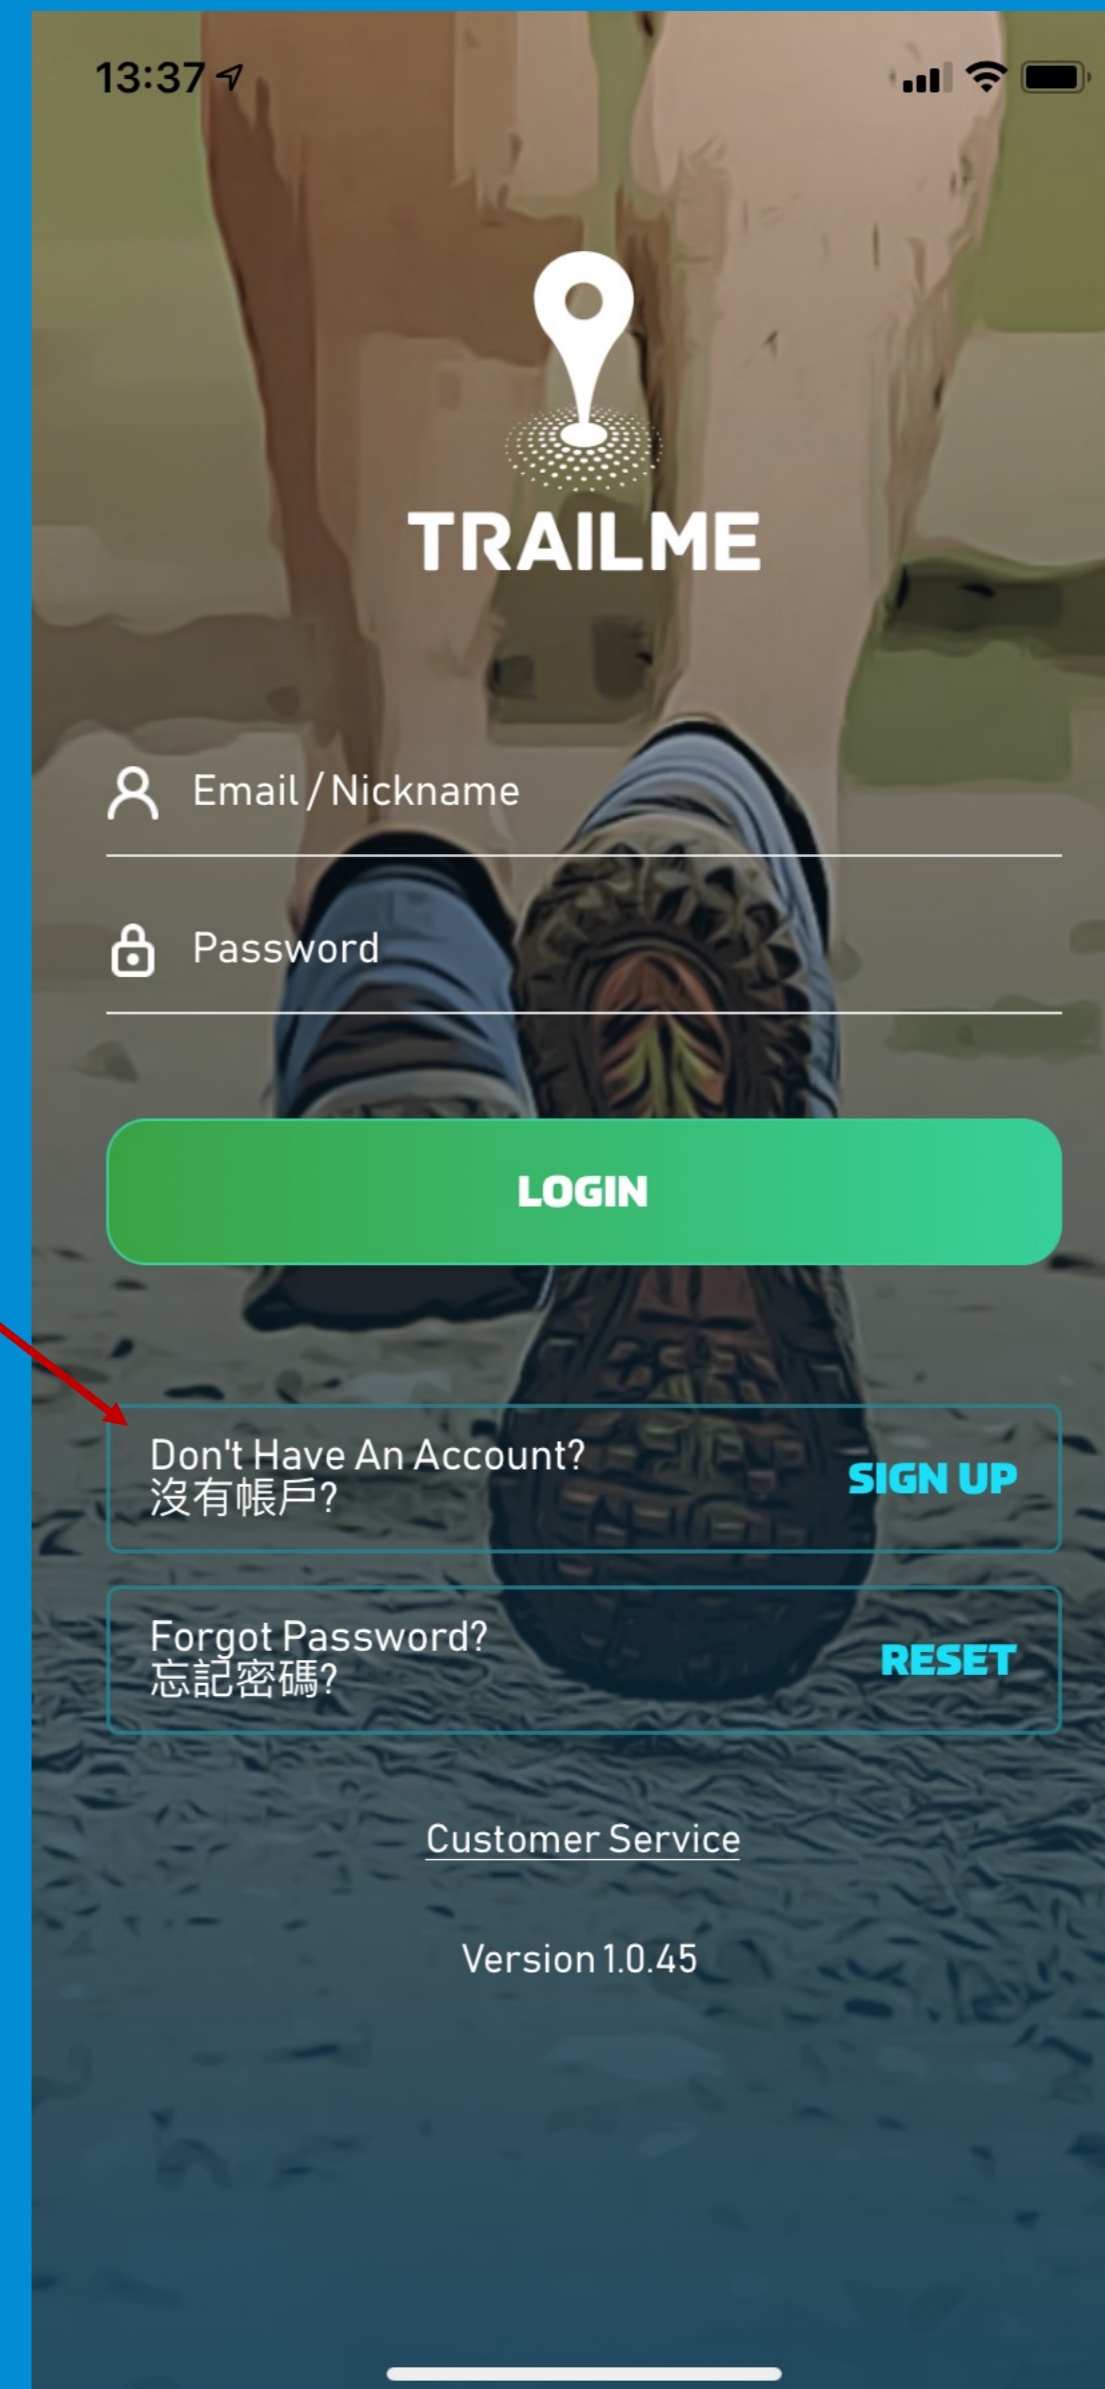 13:37
TRAILME
Email / Nickname
Password
LOGIN
Don't Have An Account?
沒有帳戶?
SIGN UP
Forgot Password?
忘記密碼?
RESET
Customer Service
Version 1.0.45